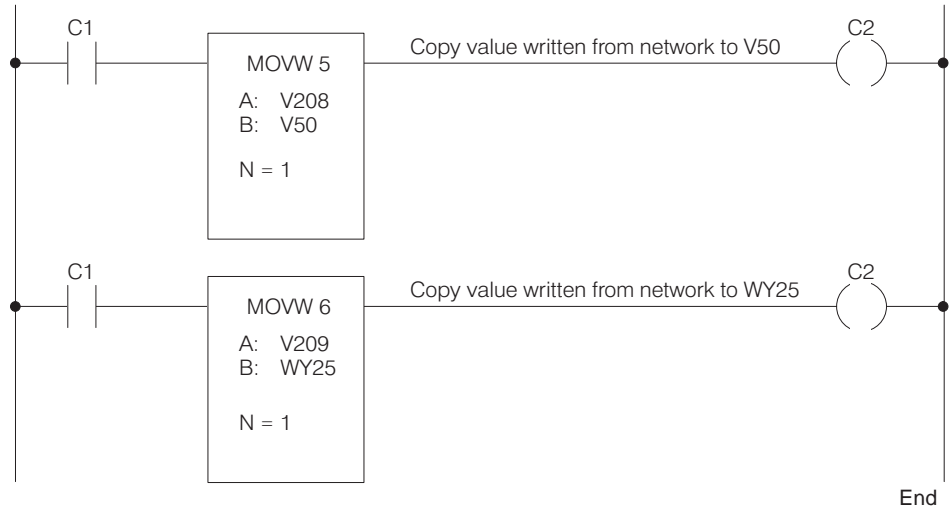 C1
MOVW 5
A: V208
B: V50
N = 1
Copy value written from network to V50
C2
C1
MOVW 6
A: V209
B: WY25
N = 1
Copy value written from network to WY25
C2
End